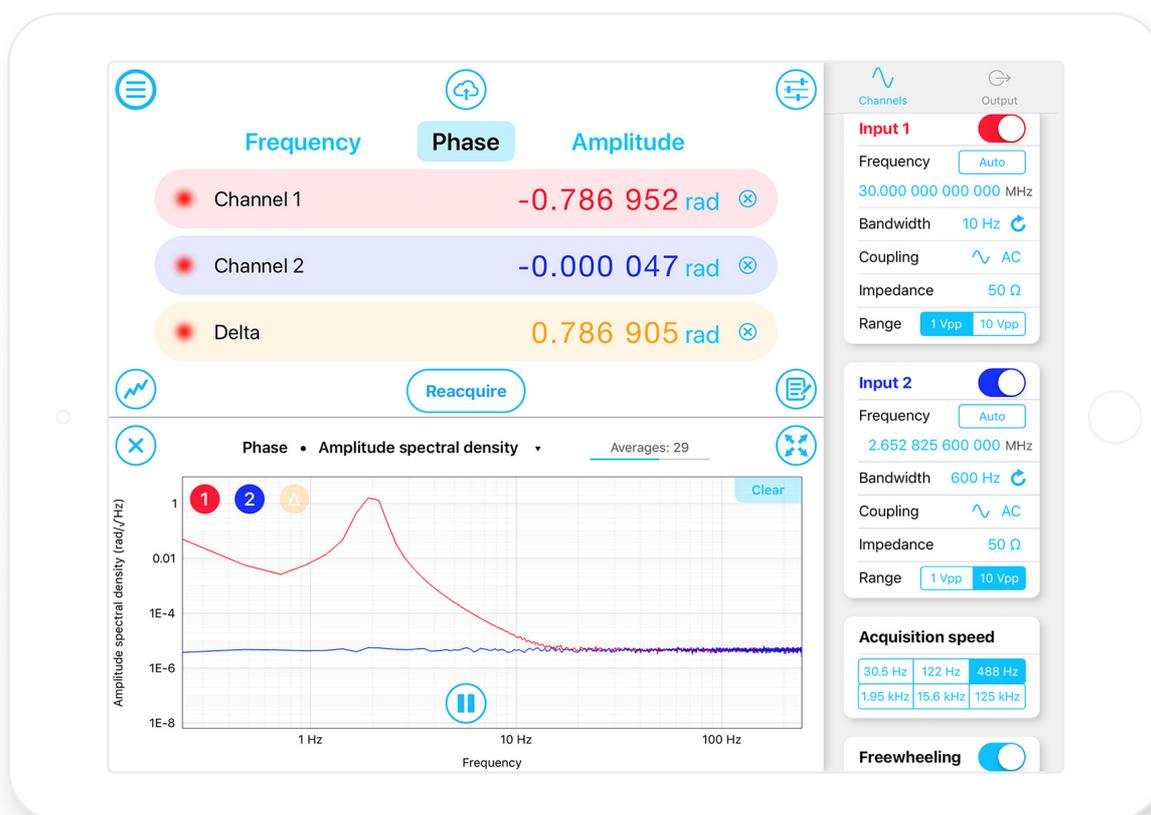 Frequency Phase Amplitude
Channel 1 -0.786 952 rad
Channel 2 -0.000 047 rad
Delta 0.786 905 rad
Reacquire
Phase • Amplitude spectral density ▾ Averages: 29
Clear
1 2 Δ
Amplitude spectral density (rad/√Hz)
1
0.01
1E-4
1E-6
1E-8
1 Hz 10 Hz 100 Hz
Frequency
Channels Output
Input 1
Frequency Auto
30.000 000 000 000 MHz
Bandwidth 10 Hz
Coupling AC
Impedance 50 Ω
Range 1 Vpp 10 Vpp
Input 2
Frequency Auto
2.652 825 600 000 MHz
Bandwidth 600 Hz
Coupling AC
Impedance 50 Ω
Range 1 Vpp 10 Vpp
Acquisition speed
30.5 Hz 122 Hz 488 Hz
1.95 kHz 15.6 kHz 125 kHz
Freewheeling